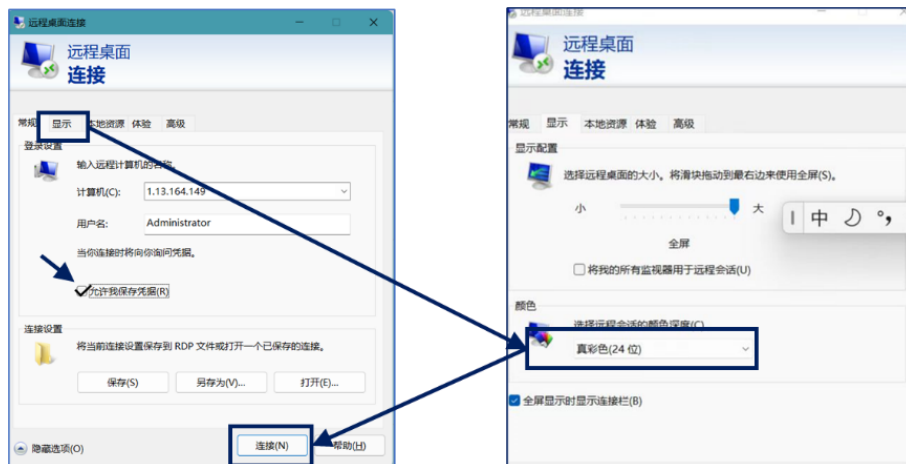 远程桌面连接
远程桌面
连接
常规 显示 本地资源 体验 高级
登录设置
输入远程计算机的名称。
计算机(C): 1.13.164.149
用户名: Administrator
当你连接时将向你询问凭据。
允许我保存凭据(R)
连接设置
将当前连接设置保存到 RDP 文件或打开一个已保存的连接。
保存(S) 另存为(V)... 打开(E)...
隐藏选项(O) 连接(N) 帮助(H)
远程桌面连接
远程桌面
连接
常规 显示 本地资源 体验 高级
显示配置
选择远程桌面的大小。将滑块拖动到最右边来使用全屏(S)。
小 大
全屏
中
将我的所有监视器用于远程会话(U)
颜色
选择远程会话的颜色深度(C)
真彩色(24 位)
全屏显示时显示连接栏(B)